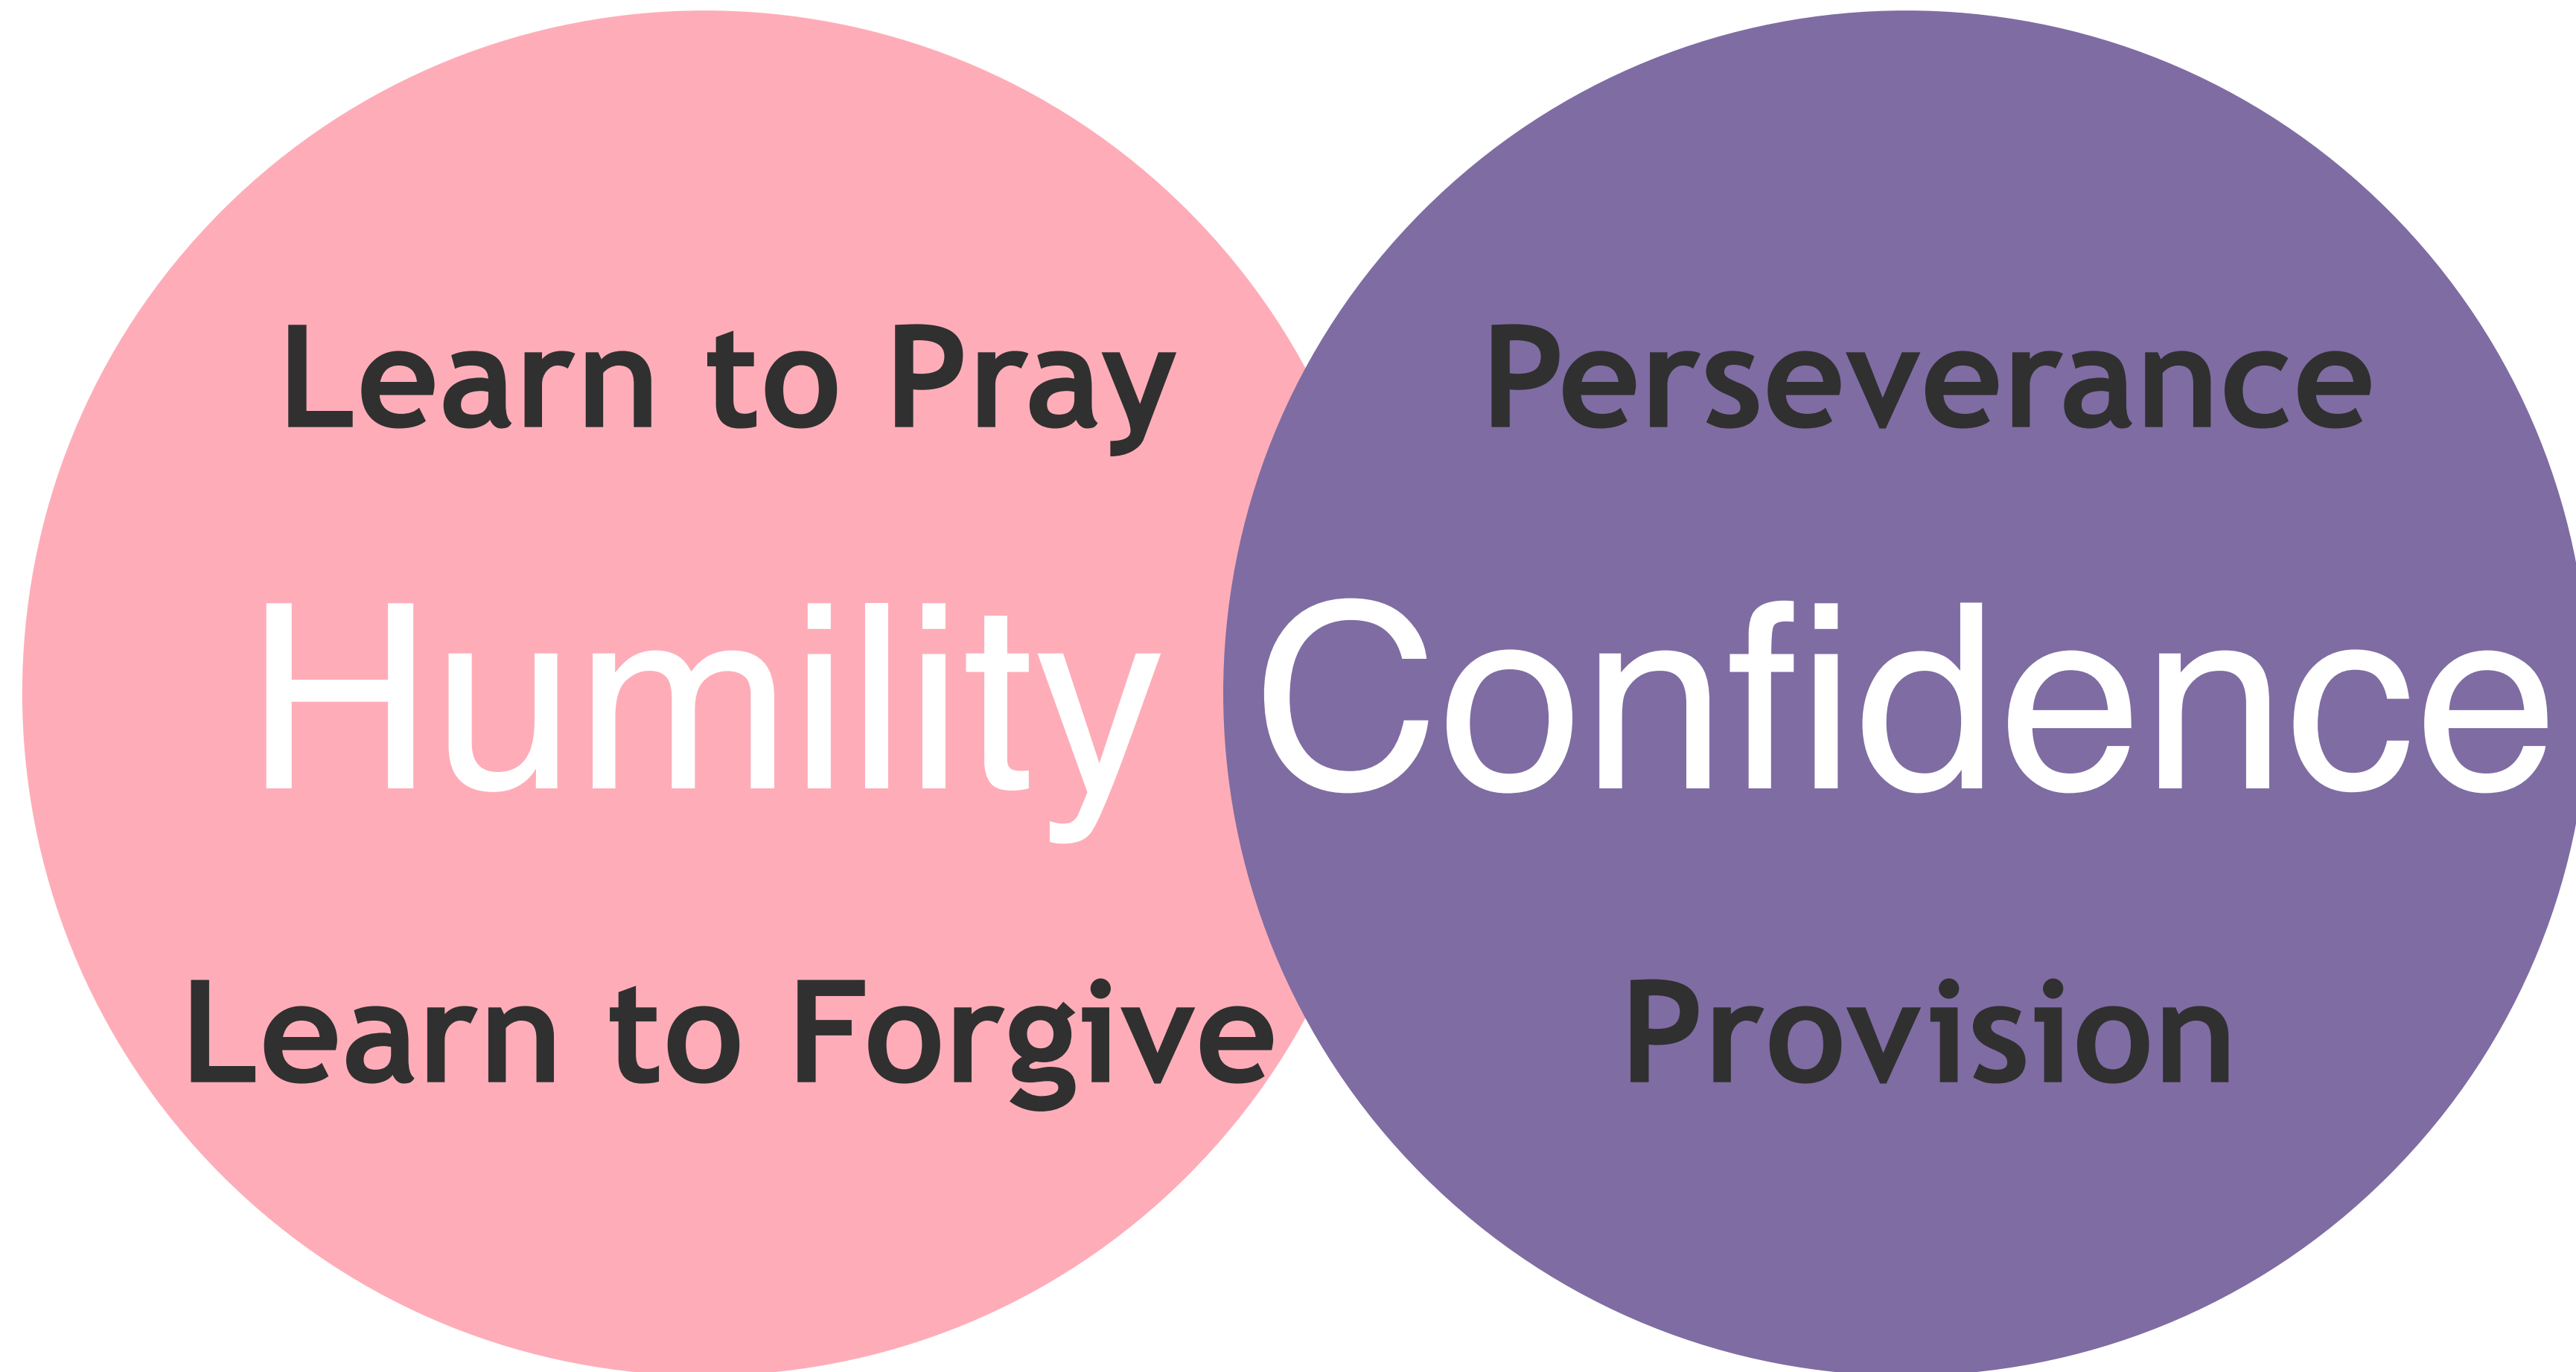 Learn to Pray
Humility
Learn to Forgive
Perseverance
Confidence
Provision